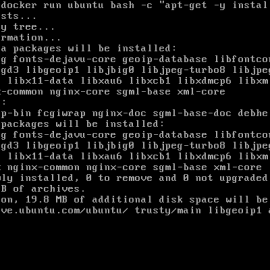 docker run ubuntu bash -c "apt-get -y instal
sts...
y tree...
rmation...
a packages will be installed:
g fonts-dejavu-core geoip-database libfontco
gd3 libgeoip1 libjbig0 libjpeg-turbo8 libjpe
 libx11-data libxau6 libxcb1 libxdmcp6 libxm
-common nginx-core sgml-base xml-core
:
p-bin fcgiwrap nginx-doc sgml-base-doc debhe
packages will be installed:
g fonts-dejavu-core geoip-database libfontco
gd3 libgeoip1 libjbig0 libjpeg-turbo8 libjpe
 libx11-data libxau6 libxcb1 libxdmcp6 libxm
 nginx-common nginx-core sgml-base xml-core
ly installed, 0 to remove and 0 not upgraded
B of archives.
on, 19.8 MB of additional disk space will be
ve.ubuntu.com/ubuntu/ trusty/main libgeoip1 a